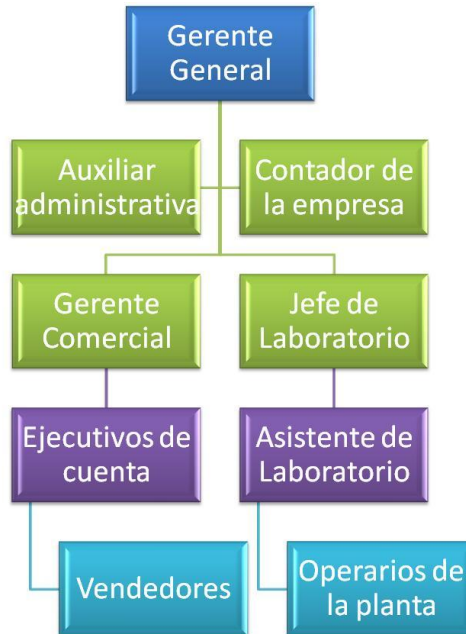 Gerente
General
Auxiliar
administrativa
Contador de
la empresa
Gerente
Comercial
Jefe de
Laboratorio
Ejecutivos de
cuenta
Asistente de
Laboratorio
Vendedores
Operarios de
la planta